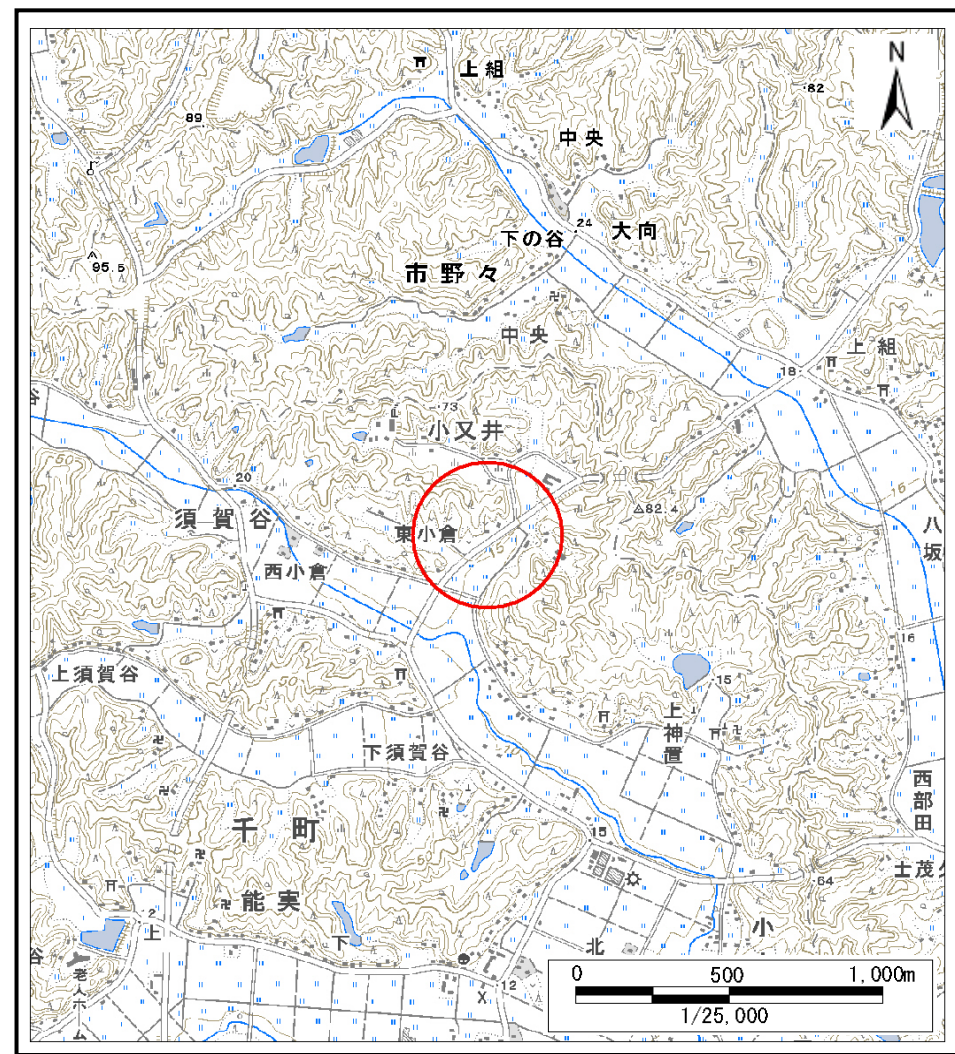 N
上組
82
89
中央
24
下の谷
大向
95.5
市野々
中央
上組
18
73
小又井
20
須賀谷
82.4
15
東小倉
15
西小倉
八坂
50
16
上須賀谷
15
上神置
下須賀谷
西部田
千町
15
士茂
64
能実
小
2
上
下
北
谷
老人ホーム
12
0 500 1,000m
1/25,000